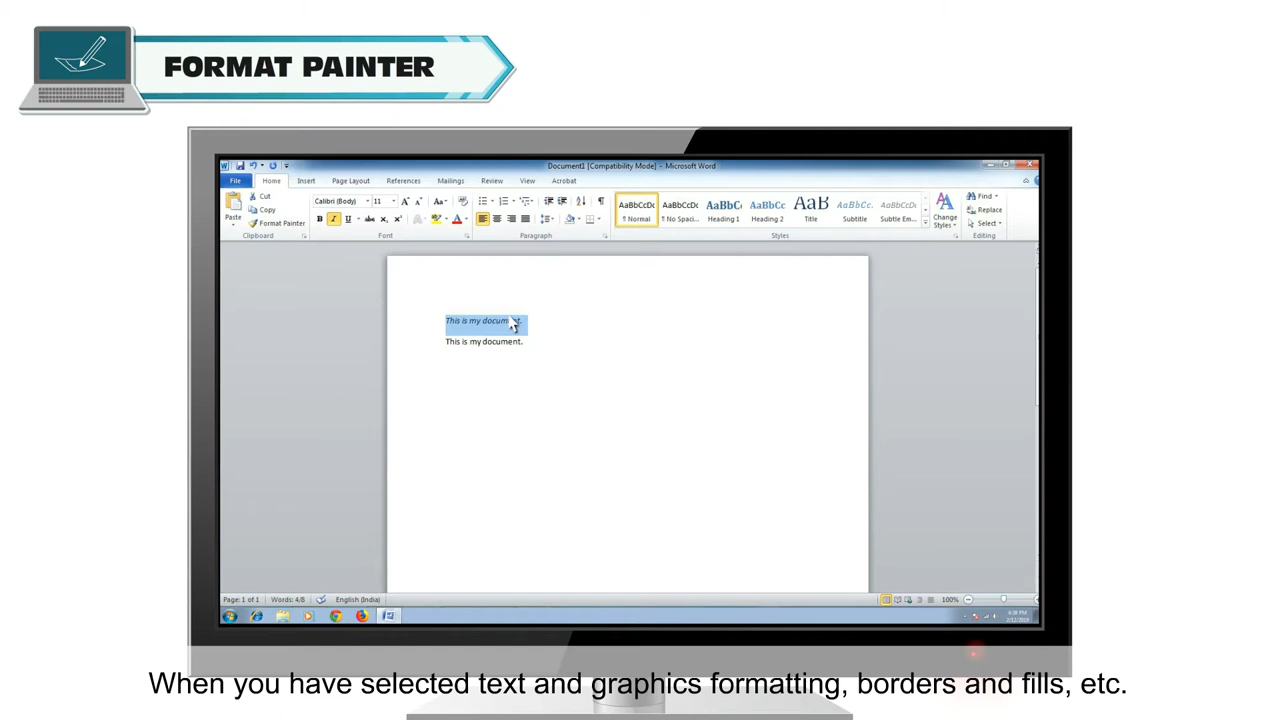 FORMAT PAINTER
Document1 [Compatibility Mode] - Microsoft Word
File Home Insert Page Layout References Mailings Review View Acrobat
Cut
Copy
Format Painter
Paste
Clipboard
Calibri (Body) 11
Font
Paragraph
AaBbCcDc AaBbCcDc AaBbC AaBbCc AaB AaBbCc. AaBbCcDc
¶ Normal ¶ No Spaci... Heading 1 Heading 2 Title Subtitle Subtle Em...
Change Styles
Styles
Find
Replace
Select
Editing
This is my document.
This is my document.
Page: 1 of 1 Words: 4/8 English (India) 100%
When you have selected text and graphics formatting, borders and fills, etc.